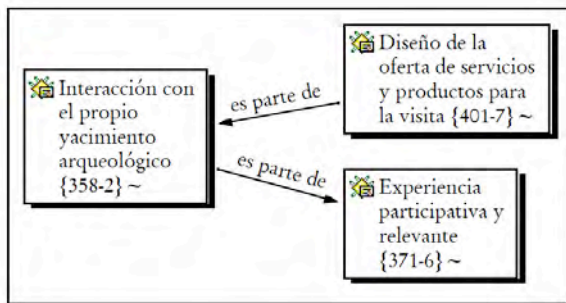 Interacción con
el propio
yacimiento
arqueológico
{358-2} ~
es parte de
Diseño de la
oferta de servicios
y productos para
la visita {401-7} ~
es parte de
Experiencia
participativa y
relevante
{371-6} ~